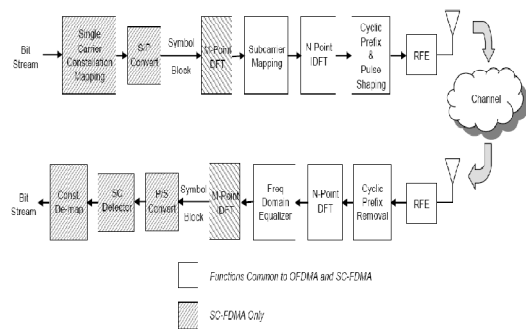 Bit
Stream
Single
Carrier
Constellation
Mapping
S/P
Convert
Symbol
Block
M-Point
DFT
Subcarrier
Mapping
N Point
IDFT
Cyclic
Prefix
&
Pulse
Shaping
RFE
Channel
Bit
Stream
Const.
De-map
SC
Detector
P/S
Convert
Symbol
Block
M-Point
IDFT
Freq
Domain
Equalizer
N-Point
DFT
Cyclic
Prefix
Removal
RFE
Functions Common to OFDMA and SC-FDMA
SC-FDMA Only